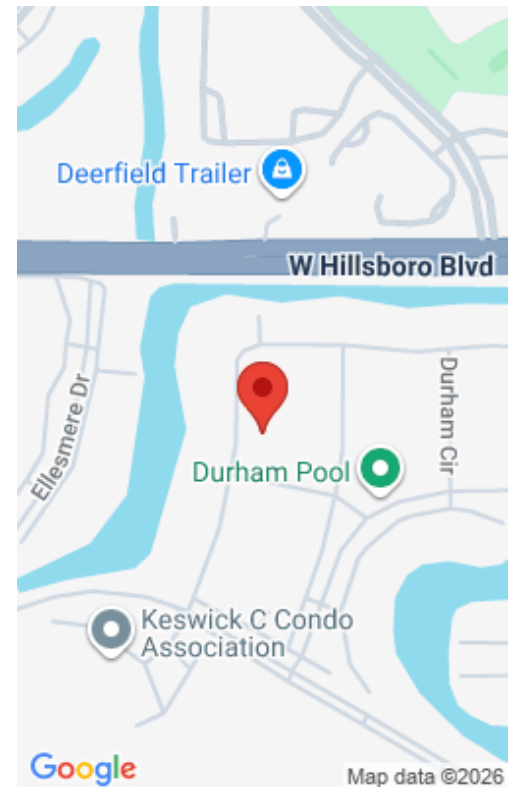 Deerfield Trailer
W Hillsboro Blvd
Ellesmere Dr
Durham Cir
Durham Pool
Keswick C Condo
Association
Google
Map data ©2026